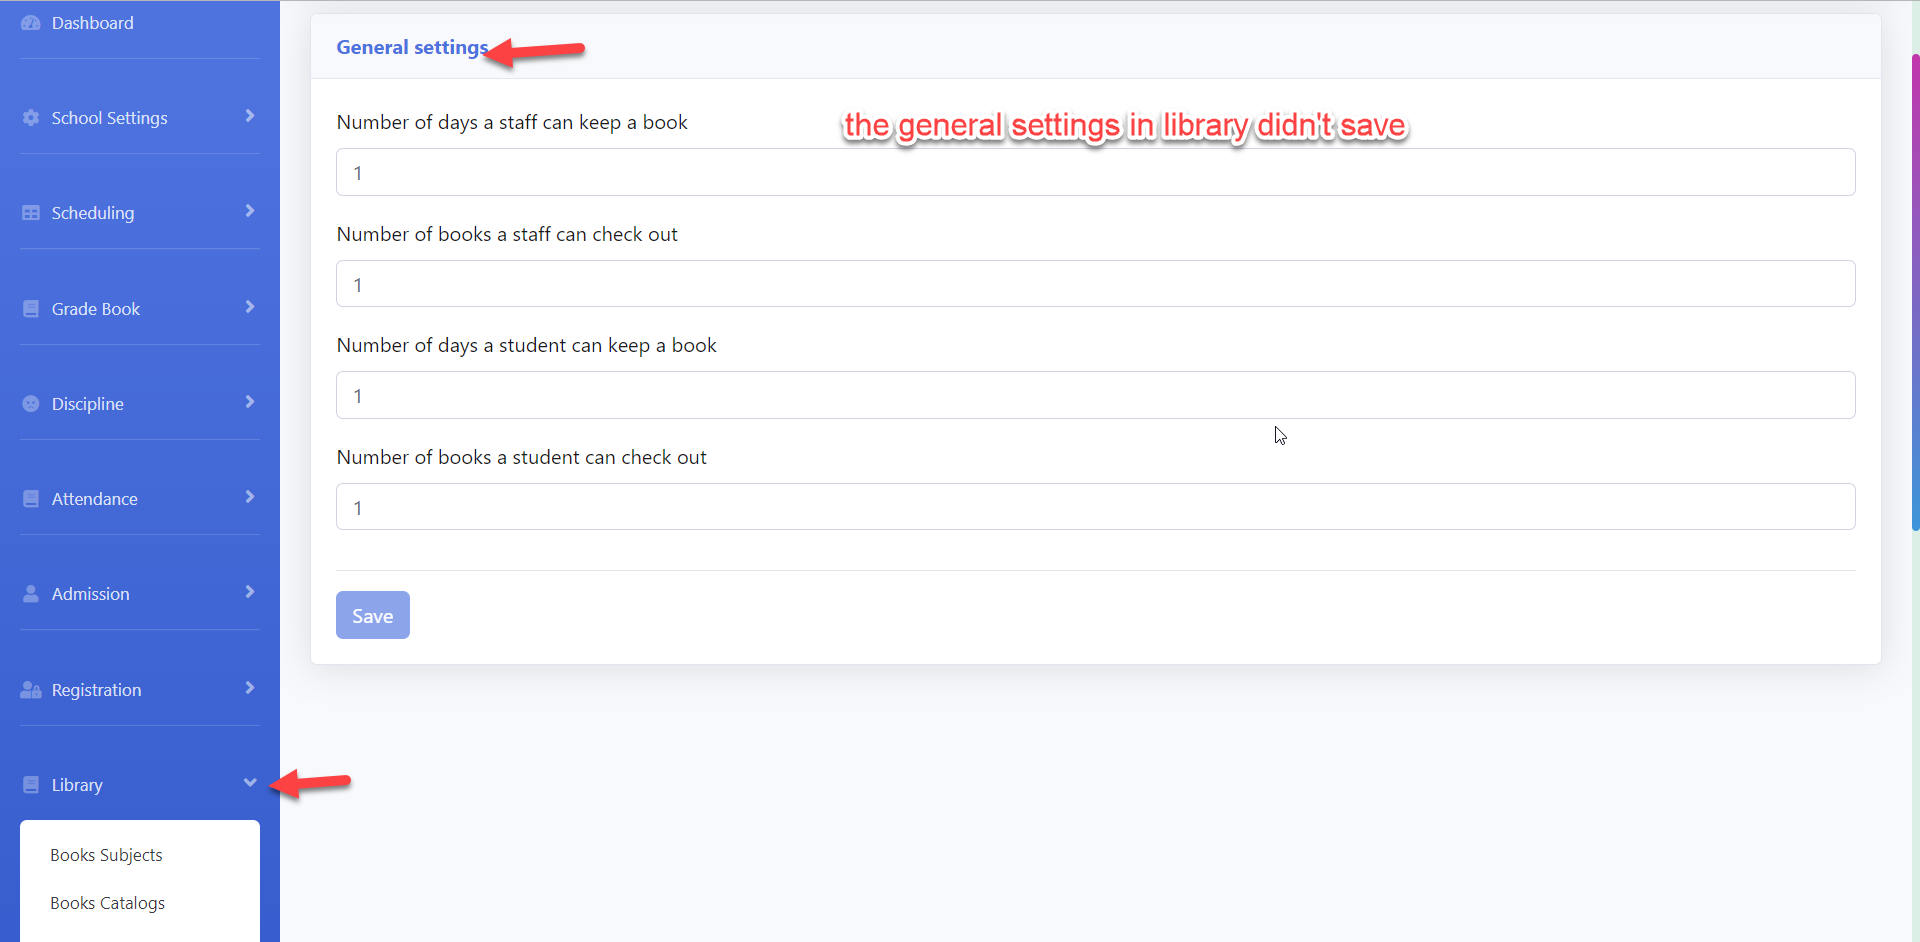 Dashboard
School Settings
Scheduling
Grade Book
Discipline
Attendance
Admission
Registration
Library
Books Subjects
Books Catalogs
General settings
the general settings in library didn't save
Number of days a staff can keep a book
1
Number of books a staff can check out
1
Number of days a student can keep a book
1
Number of books a student can check out
1
Save